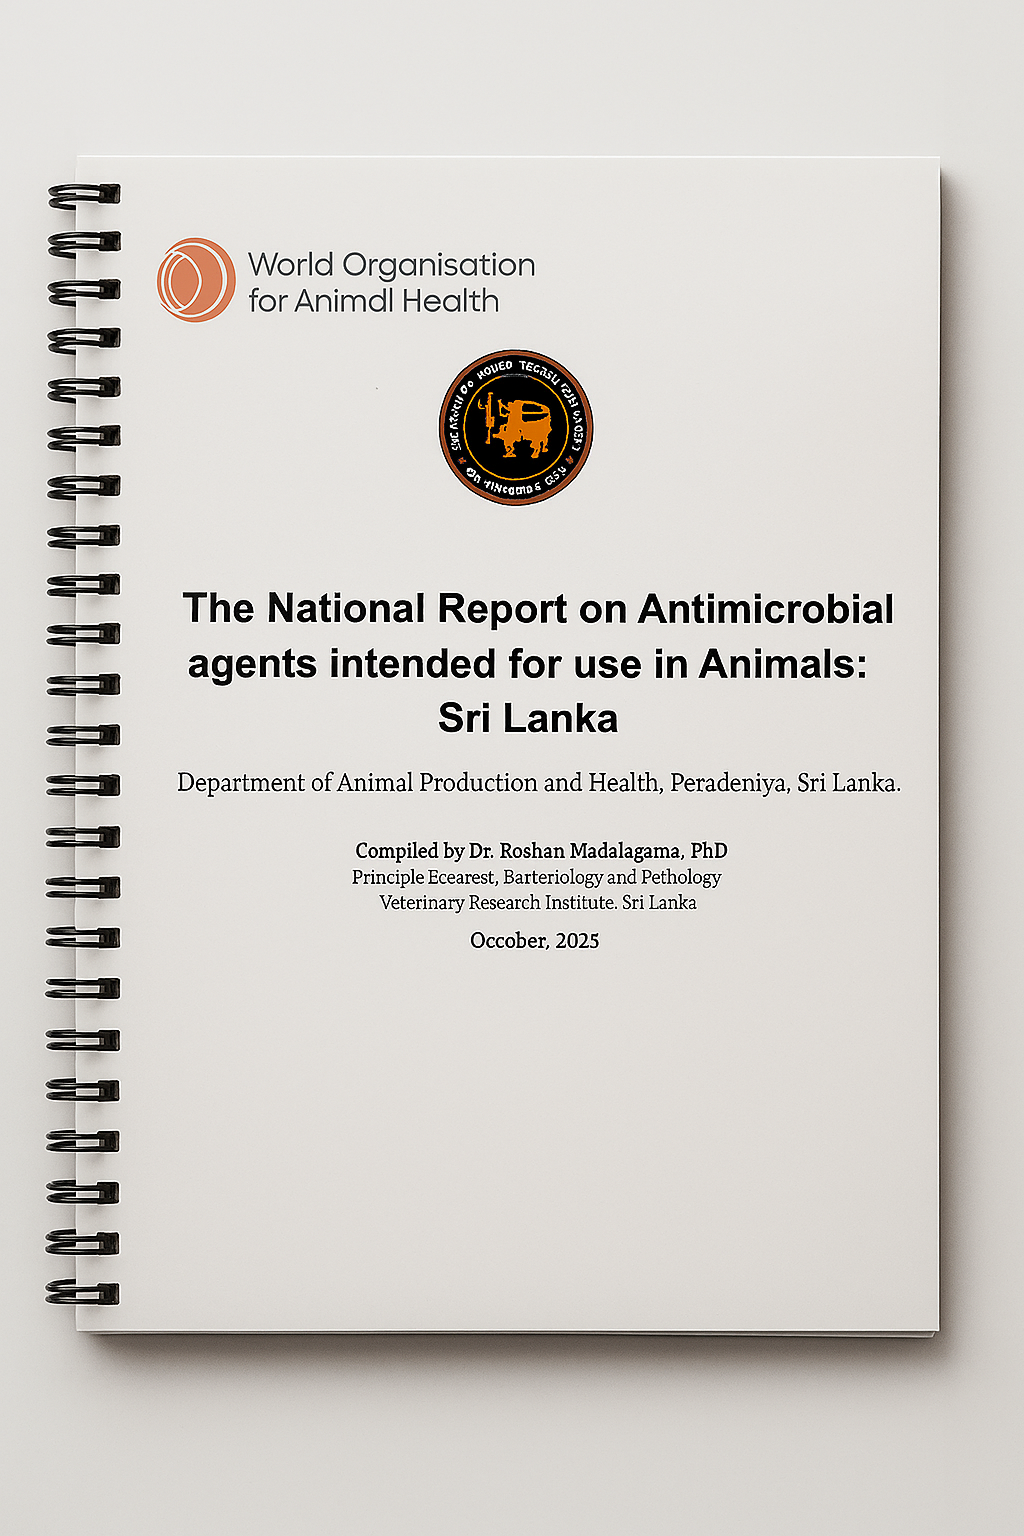 World Organisation
for Animdl Health
The National Report on Antimicrobial
agents intended for use in Animals:
Sri Lanka
Department of Animal Production and Health, Peradeniya, Sri Lanka.
Compiled by Dr. Roshan Madalagama, PhD
Principle Ecearest, Barteriology and Pethology
Veterinary Research Institute. Sri Lanka
Occober, 2025